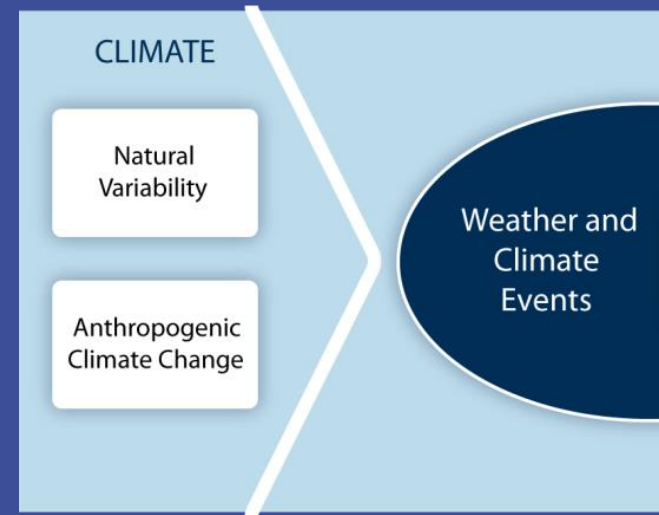 CLIMATE
Natural
Variability
Anthropogenic
Climate Change
Weather and
Climate
Events